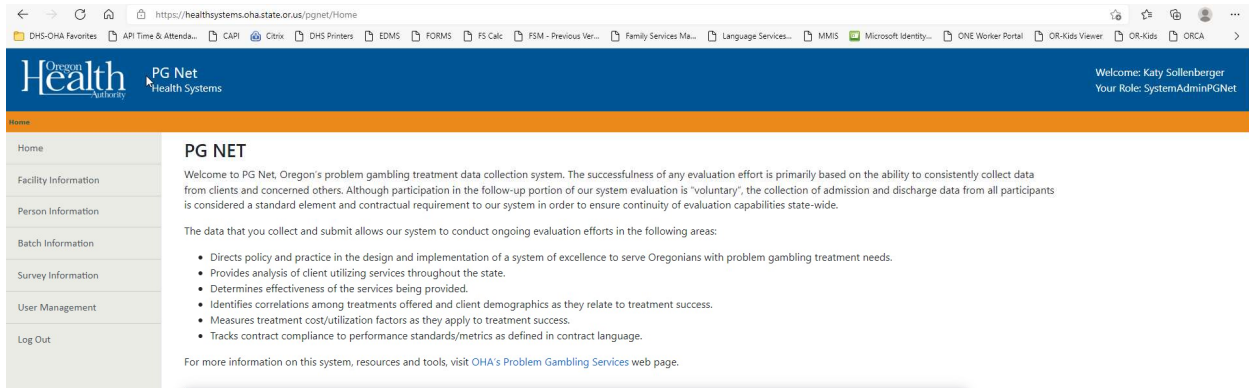 https://healthsystems.oha.state.or.us/pgnet/Home
DHS-OHA Favorites API Time & Attenda... CAPI Citrix DHS Printers EDMS FORMS FS Calc FSM - Previous Ver... Family Services Ma... Language Services... MMIS Microsoft Identity... ONE Worker Portal OR-Kids Viewer OR-Kids ORCA
Oregon Health Authority
PG Net
Health Systems
Welcome: Katy Sollenberger
Your Role: SystemAdminPGNet
Home
Home
Facility Information
Person Information
Batch Information
Survey Information
User Management
Log Out
PG NET
Welcome to PG Net, Oregon's problem gambling treatment data collection system. The successfulness of any evaluation effort is primarily based on the ability to consistently collect data
from clients and concerned others. Although participation in the follow-up portion of our system evaluation is "voluntary", the collection of admission and discharge data from all participants
is considered a standard element and contractual requirement to our system in order to ensure continuity of evaluation capabilities state-wide.
The data that you collect and submit allows our system to conduct ongoing evaluation efforts in the following areas:
• Directs policy and practice in the design and implementation of a system of excellence to serve Oregonians with problem gambling treatment needs.
• Provides analysis of client utilizing services throughout the state.
• Determines effectiveness of the services being provided.
• Identifies correlations among treatments offered and client demographics as they relate to treatment success.
• Measures treatment cost/utilization factors as they apply to treatment success.
• Tracks contract compliance to performance standards/metrics as defined in contract language.
For more information on this system, resources and tools, visit OHA's Problem Gambling Services web page.